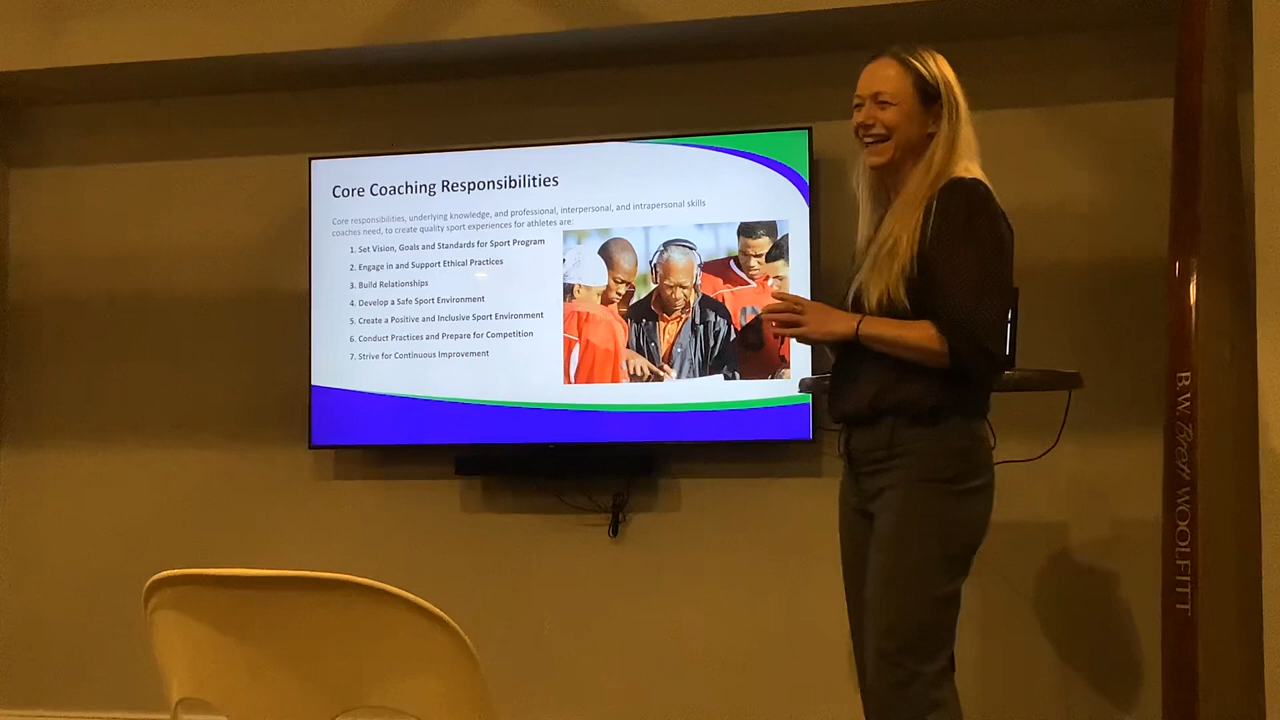 Core Coaching Responsibilities
Core responsibilities, underlying knowledge, and professional, interpersonal, and intrapersonal skills
coaches need, to create quality sport experiences for athletes are:
1. Set Vision, Goals and Standards for Sport Program
2. Engage in and Support Ethical Practices
3. Build Relationships
4. Develop a Safe Sport Environment
5. Create a Positive and Inclusive Sport Environment
6. Conduct Practices and Prepare for Competition
7. Strive for Continuous Improvement
B.W. Brett WOOLFITT